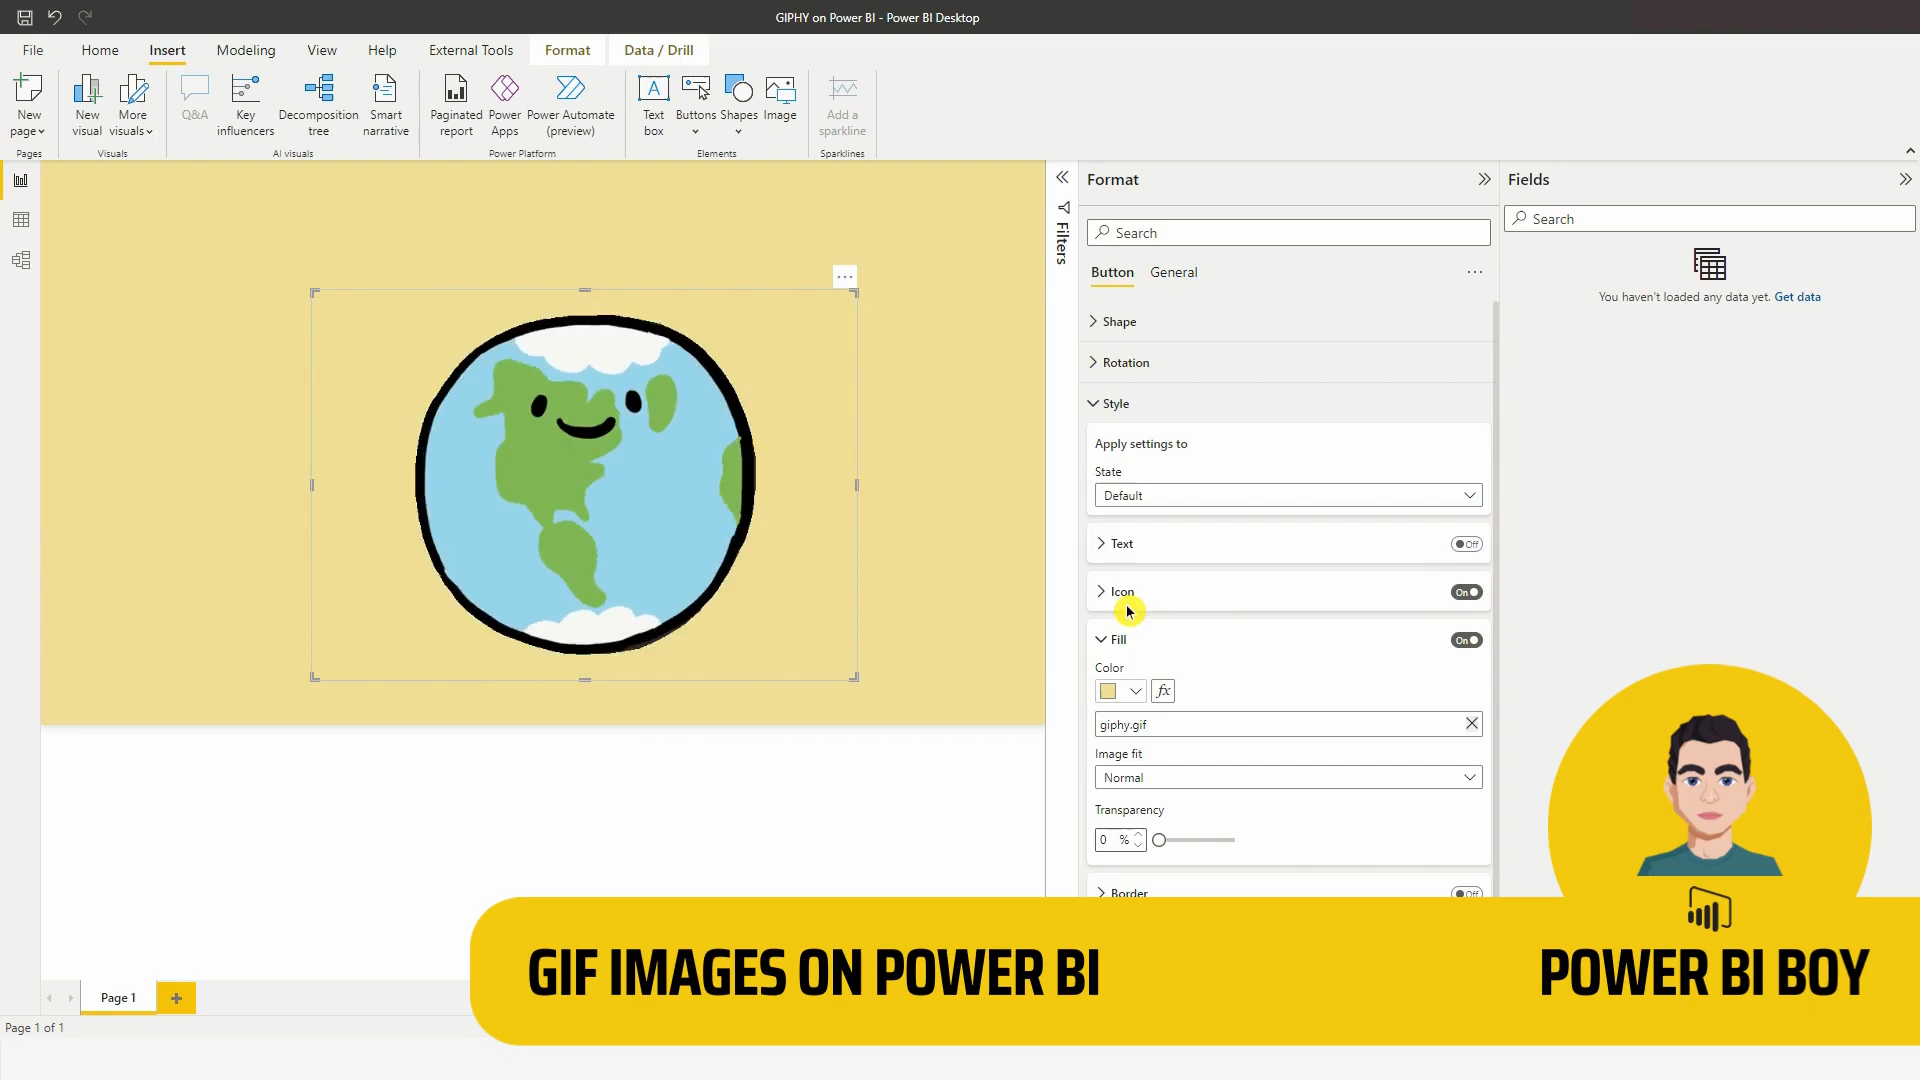 GIPHY on Power BI - Power BI Desktop
File Home Insert Modeling View Help External Tools Format Data / Drill
New page
New visual
More visuals
Q&A
Key influencers
Decomposition tree
Smart narrative
Paginated report
Power Apps
Power Automate (preview)
Text box
Buttons
Shapes
Image
Add a sparkline
Pages Visuals AI visuals Power Platform Elements Sparklines
Filters
Format
Search
Button General
Shape
Rotation
Style
Apply settings to
State
Default
Text Off
Icon On
Fill On
Color
fx
giphy.gif
Image fit
Normal
Transparency
0 %
Border Off
Fields
Search
You haven't loaded any data yet. Get data
GIF IMAGES ON POWER BI
POWER BI BOY
Page 1
Page 1 of 1